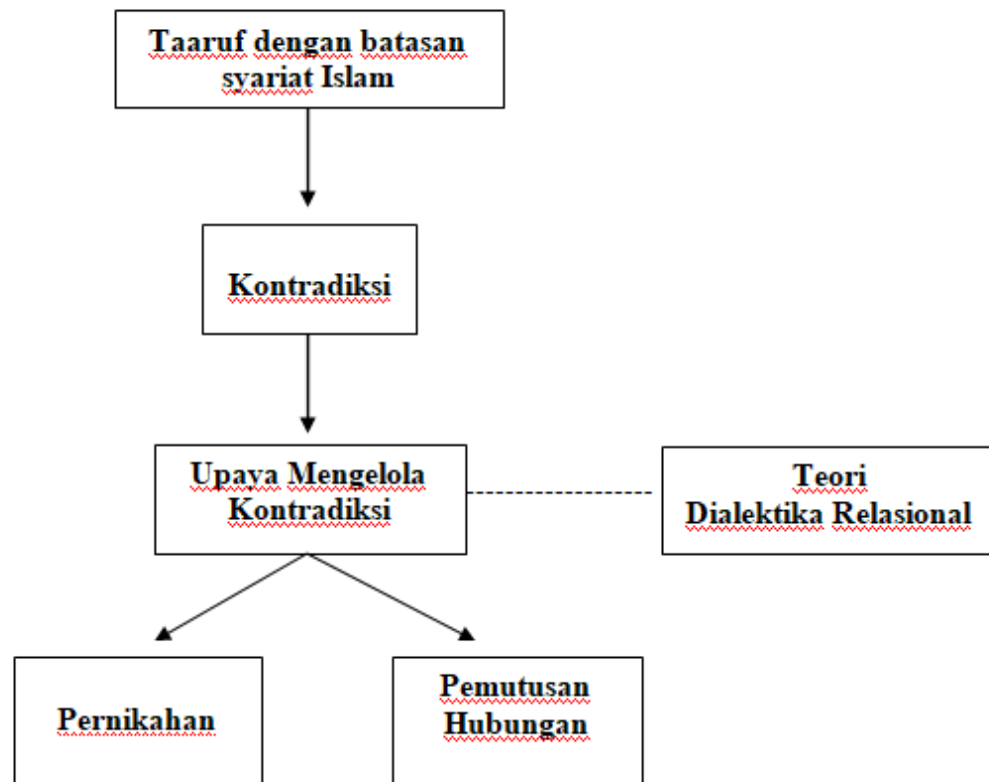 Taaruf dengan batasan
syariat Islam
Kontradiksi
Upaya Mengelola
Kontradiksi
Teori
Dialektika Relasional
Pernikahan
Pemutusan
Hubungan